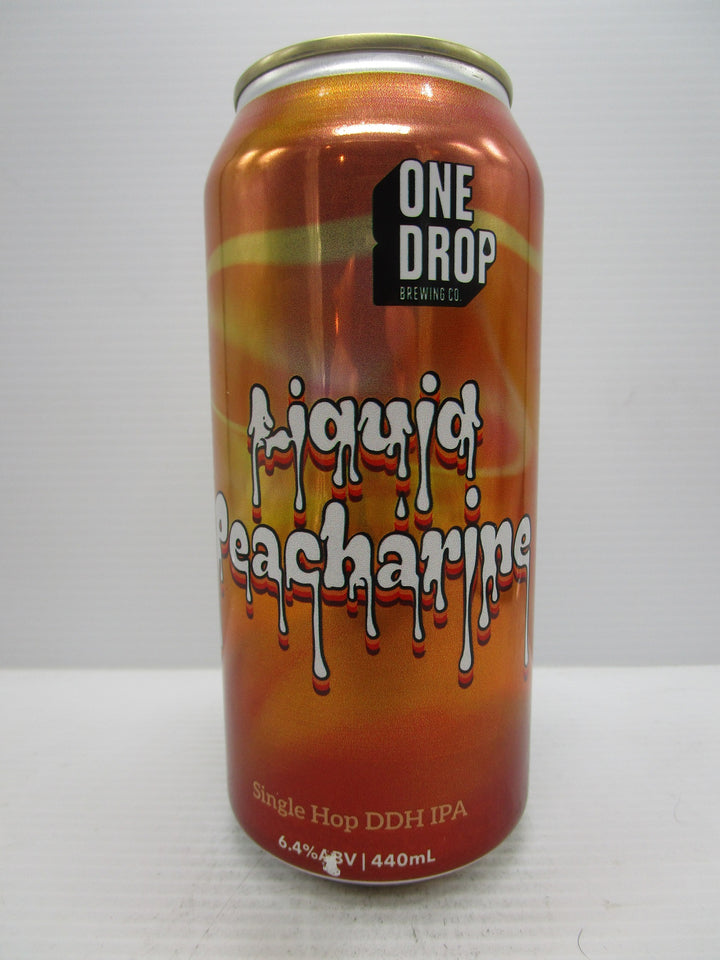 ONE
DROP
BREWING CO.
Liquid
Peacharine
Single Hop DDH IPA
6.4%ABV | 440mL